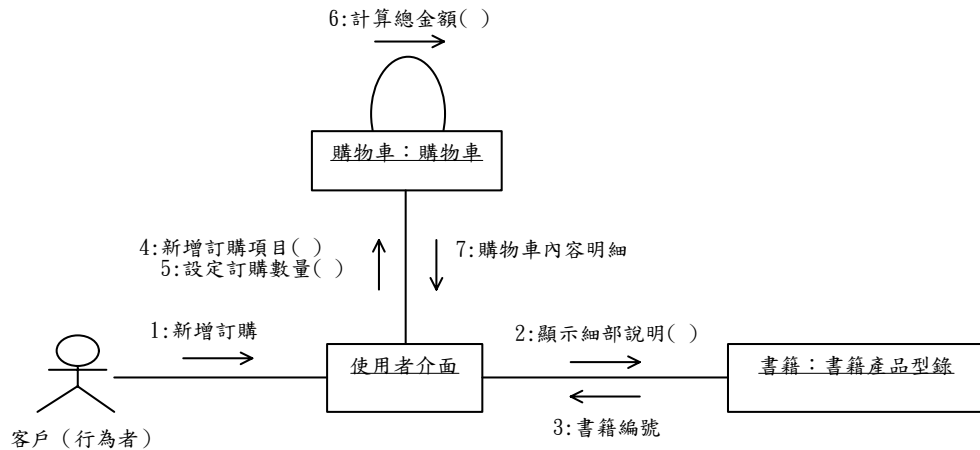 6:計算總金額( )
購物車：購物車
4:新增訂購項目( )
5:設定訂購數量( )
7:購物車內容明細
1:新增訂購
2:顯示細部說明( )
使用者介面
書籍：書籍產品型錄
3:書籍編號
客戶（行為者）